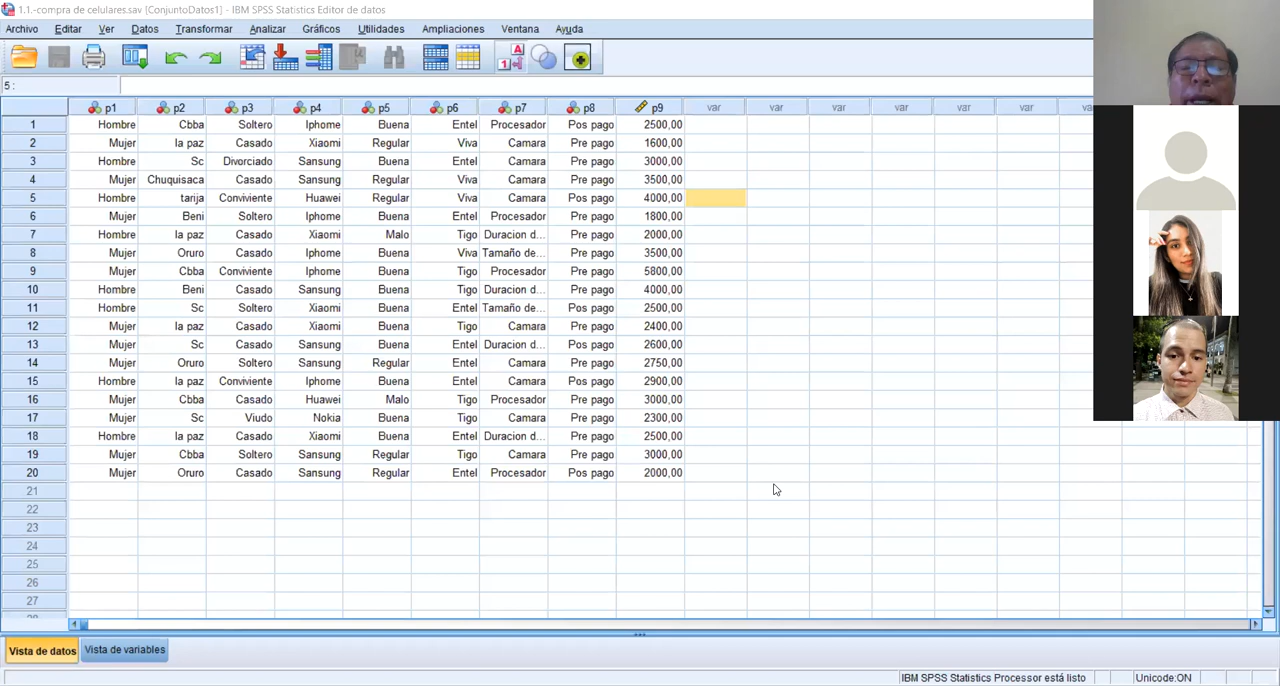 1.1.-compra de celulares.sav [ConjuntoDatos1] - IBM SPSS Statistics Editor de datos
Archivo Editar Ver Datos Transformar Analizar Gráficos Utilidades Ampliaciones Ventana Ayuda
5 :
p1 p2 p3 p4 p5 p6 p7 p8 p9 var var var var var var
1 Hombre Cbba Soltero Iphone Buena Entel Procesador Pos pago 2500,00
2 Mujer la paz Casado Xiaomi Regular Viva Camara Pre pago 1600,00
3 Hombre Sc Divorciado Sansung Buena Entel Camara Pre pago 3000,00
4 Mujer Chuquisaca Casado Sansung Regular Viva Camara Pre pago 3500,00
5 Hombre tarija Conviviente Huawei Regular Viva Camara Pos pago 4000,00
6 Mujer Beni Soltero Iphone Buena Entel Procesador Pre pago 1800,00
7 Hombre la paz Casado Xiaomi Malo Tigo Duracion d... Pre pago 2000,00
8 Mujer Oruro Casado Iphone Buena Viva Tamaño de... Pre pago 3500,00
9 Mujer Cbba Conviviente Iphone Buena Tigo Procesador Pre pago 5800,00
10 Hombre Beni Casado Sansung Buena Tigo Duracion d... Pre pago 4000,00
11 Hombre Sc Soltero Xiaomi Buena Entel Tamaño de... Pos pago 2500,00
12 Mujer la paz Casado Xiaomi Buena Tigo Camara Pre pago 2400,00
13 Mujer Sc Casado Sansung Buena Entel Duracion d... Pos pago 2600,00
14 Mujer Oruro Soltero Sansung Regular Entel Camara Pre pago 2750,00
15 Hombre la paz Conviviente Iphone Buena Entel Camara Pos pago 2900,00
16 Mujer Cbba Casado Huawei Malo Tigo Procesador Pre pago 3000,00
17 Mujer Sc Viudo Nokia Buena Tigo Camara Pre pago 2300,00
18 Hombre la paz Casado Xiaomi Buena Entel Duracion d... Pre pago 2500,00
19 Mujer Cbba Soltero Sansung Regular Tigo Camara Pre pago 3000,00
20 Mujer Oruro Casado Sansung Regular Entel Procesador Pos pago 2000,00
21
22
23
24
25
26
27
Vista de datos Vista de variables
IBM SPSS Statistics Processor está listo Unicode:ON